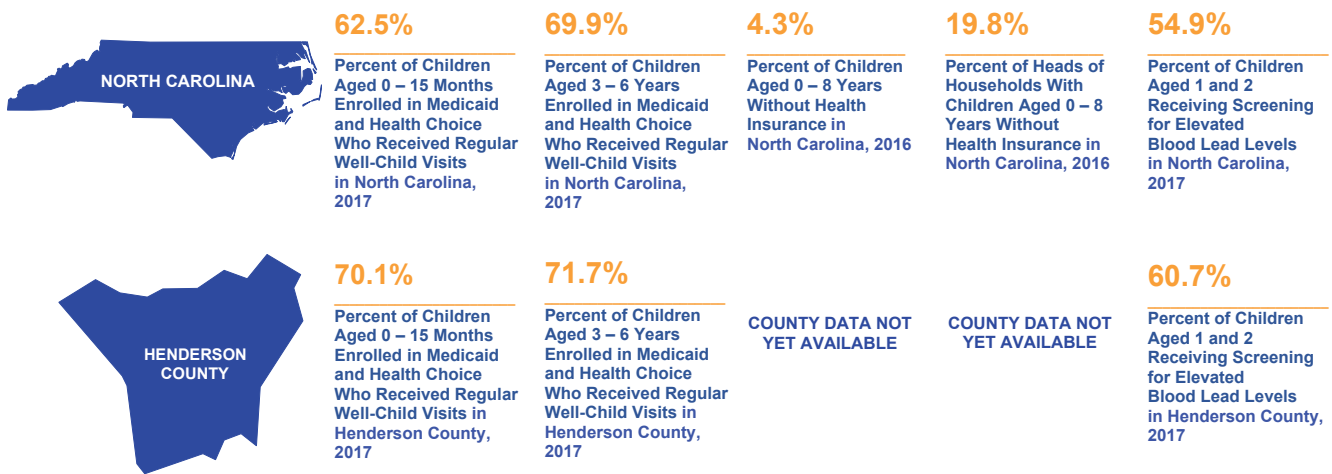 NORTH CAROLINA
62.5%
Percent of Children
Aged 0 – 15 Months
Enrolled in Medicaid
and Health Choice
Who Received Regular
Well-Child Visits
in North Carolina,
2017
69.9%
Percent of Children
Aged 3 – 6 Years
Enrolled in Medicaid
and Health Choice
Who Received Regular
Well-Child Visits
in North Carolina,
2017
4.3%
Percent of Children
Aged 0 – 8 Years
Without Health
Insurance in
North Carolina, 2016
19.8%
Percent of Heads of
Households With
Children Aged 0 – 8
Years Without
Health Insurance in
North Carolina, 2016
54.9%
Percent of Children
Aged 1 and 2
Receiving Screening
for Elevated
Blood Lead Levels
in North Carolina,
2017
HENDERSON
COUNTY
70.1%
Percent of Children
Aged 0 – 15 Months
Enrolled in Medicaid
and Health Choice
Who Received Regular
Well-Child Visits in
Henderson County,
2017
71.7%
Percent of Children
Aged 3 – 6 Years
Enrolled in Medicaid
and Health Choice
Who Received Regular
Well-Child Visits in
Henderson County,
2017
COUNTY DATA NOT
YET AVAILABLE
COUNTY DATA NOT
YET AVAILABLE
60.7%
Percent of Children
Aged 1 and 2
Receiving Screening
for Elevated
Blood Lead Levels
in Henderson County,
2017